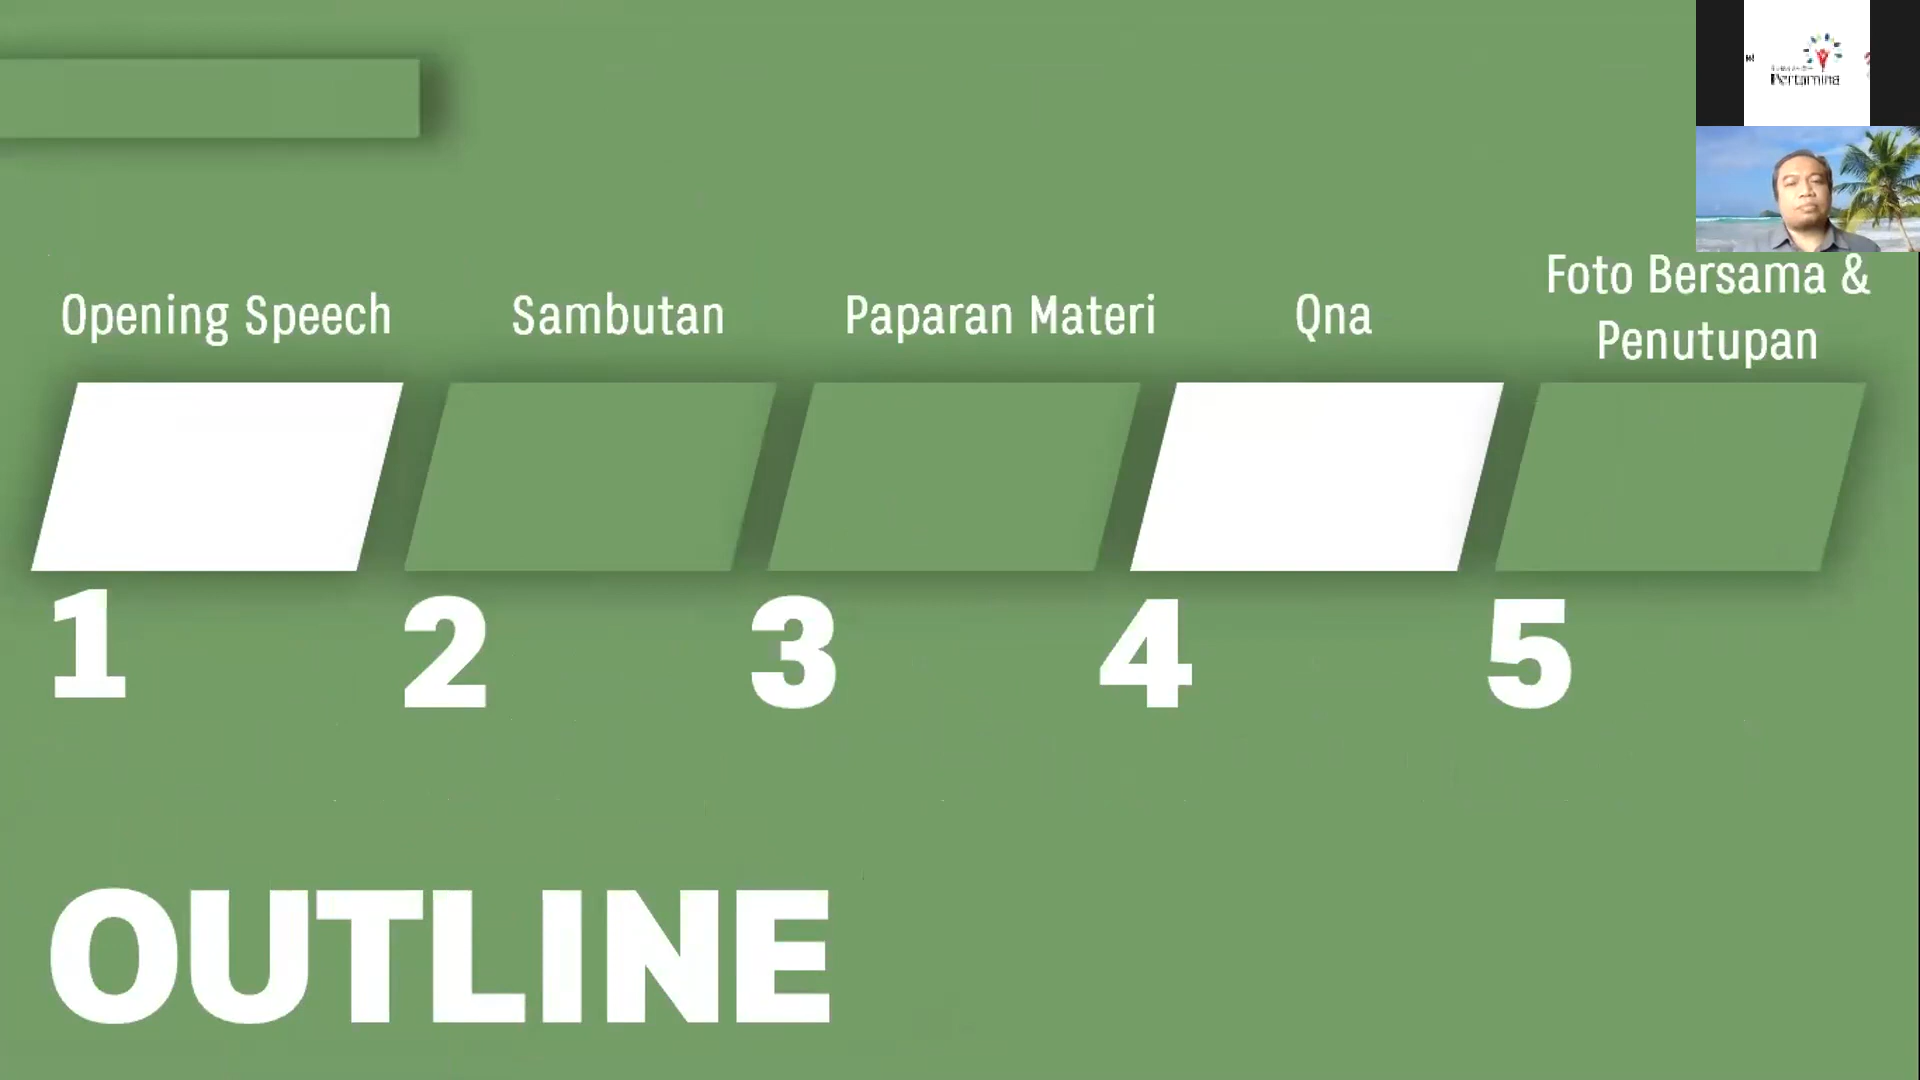 Pertamina
Opening Speech
Sambutan
Paparan Materi
Qna
Foto Bersama &
Penutupan
1
2
3
4
5
OUTLINE